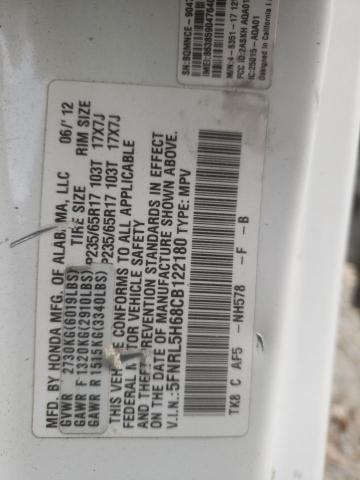 MFD. BY HONDA MFG. OF ALABAMA, LLC 06/'12
TIRE SIZE RIM SIZE
GVWR 2730KG(6019LBS)
GAWR F 1320KG(2910LBS) P235/65R17 103T 17X7J
GAWR R 1515KG(3340LBS) P235/65R17 103T 17X7J
THIS VEHICLE CONFORMS TO ALL APPLICABLE
FEDERAL MOTOR VEHICLE SAFETY
AND THEFT PREVENTION STANDARDS IN EFFECT
ON THE DATE OF MANUFACTURE SHOWN ABOVE.
V.I.N.:5FNRL5H68CB122180 TYPE: MPV
TK8 C AF5 -NH578 -F -B
FCC ID:2ASKH